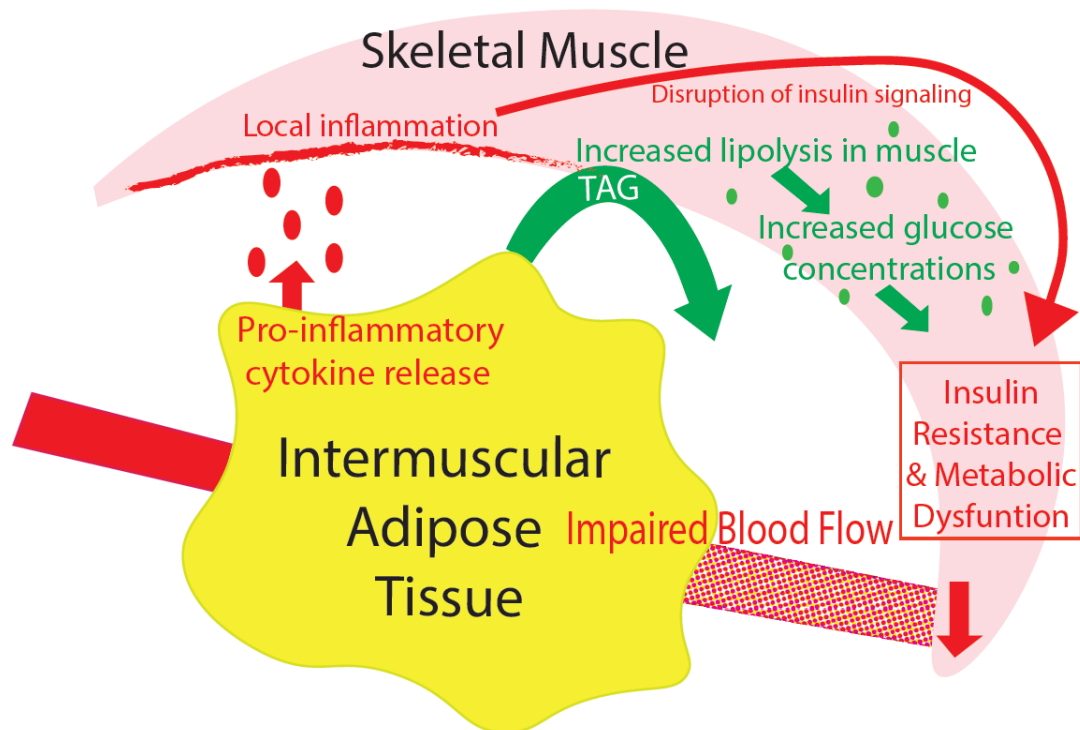 Skeletal Muscle
Disruption of insulin signaling
Local inflammation
Increased lipolysis in muscle
TAG
Increased glucose
concentrations
Pro-inflammatory
cytokine release
Insulin
Resistance
& Metabolic
Dysfuntion
Intermuscular
Adipose
Tissue
Impaired Blood Flow